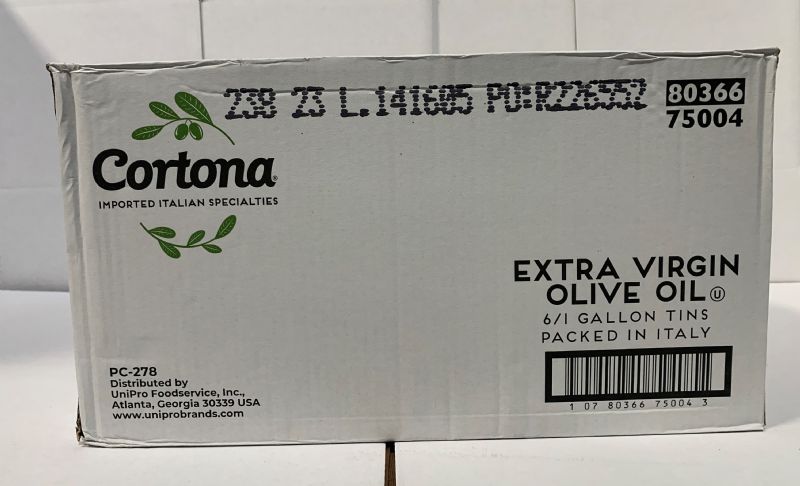 238 23 L.141605 PO:R226552
80366
75004
Cortona®
IMPORTED ITALIAN SPECIALTIES
EXTRA VIRGIN
OLIVE OIL Ⓤ
6/1 GALLON TINS
PACKED IN ITALY
1 07 80366 75004 3
PC-278
Distributed by
UniPro Foodservice, Inc.,
Atlanta, Georgia 30339 USA
www.uniprobrands.com